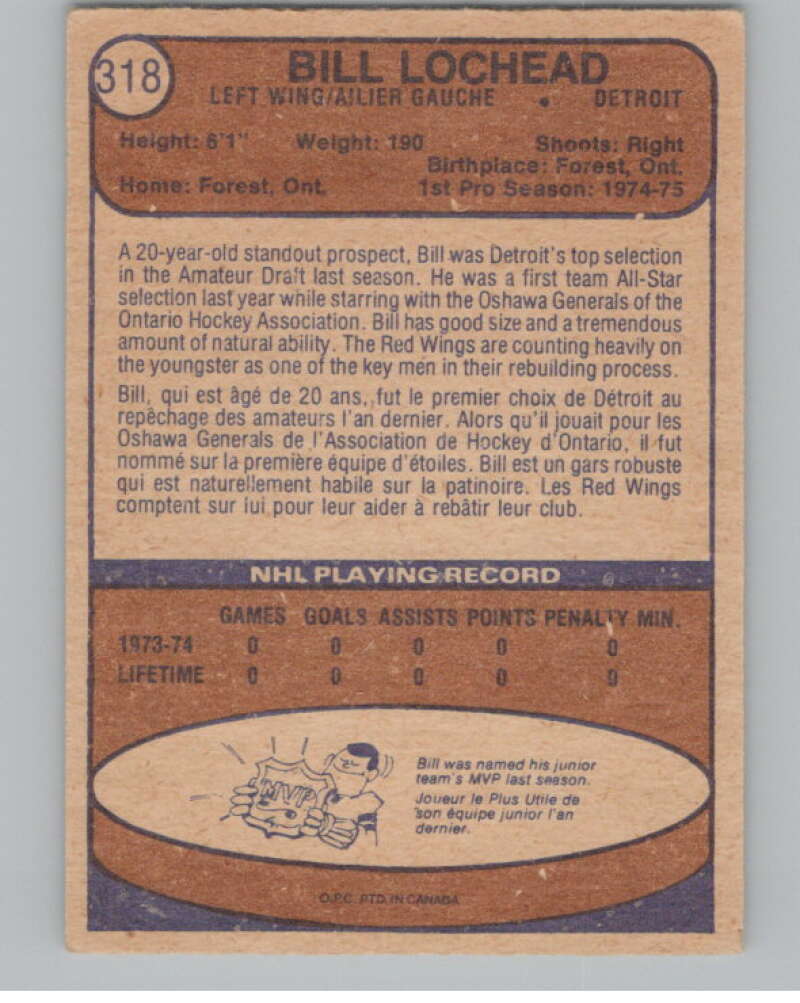 318
BILL LOCHEAD
LEFT WING/AILIER GAUCHE • DETROIT
Height: 6'1" Weight: 190 Shoots: Right
Birthplace: Forest, Ont.
Home: Forest, Ont. 1st Pro Season: 1974-75
A 20-year-old standout prospect, Bill was Detroit's top selection
in the Amateur Draft last season. He was a first team All-Star
selection last year while starring with the Oshawa Generals of the
Ontario Hockey Association. Bill has good size and a tremendous
amount of natural ability. The Red Wings are counting heavily on
the youngster as one of the key men in their rebuilding process.
Bill, qui est âgé de 20 ans, fut le premier choix de Détroit au
repêchage des amateurs l'an dernier. Alors qu'il jouait pour les
Oshawa Generals de l'Association de Hockey d'Ontario, il fut
nommé sur la première équipe d'étoiles. Bill est un gars robuste
qui est naturellement habile sur la patinoire. Les Red Wings
comptent sur lui pour leur aider à rebâtir leur club.
NHL PLAYING RECORD
GAMES GOALS ASSISTS POINTS PENALTY MIN.
1973-74 0 0 0 0 0
LIFETIME 0 0 0 0 0
MVP
Bill was named his junior
team's MVP last season.
Joueur le Plus Utile de
son équipe junior l'an
dernier.
O.P.C. PTD. IN CANADA